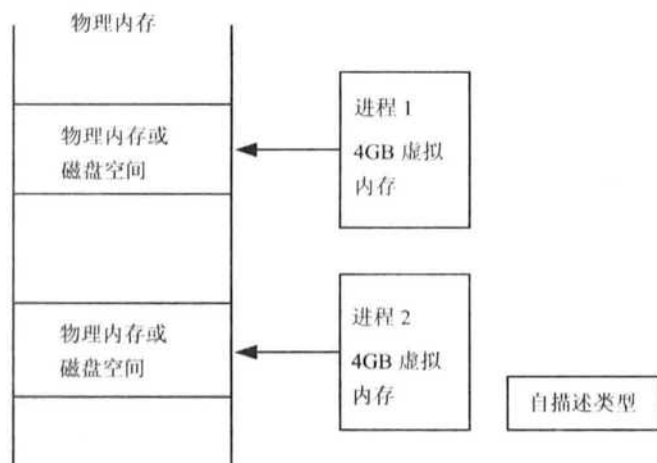 物理内存
物理内存或
磁盘空间
进程 1
4GB 虚拟
内存
物理内存或
磁盘空间
进程 2
4GB 虚拟
内存
自描述类型